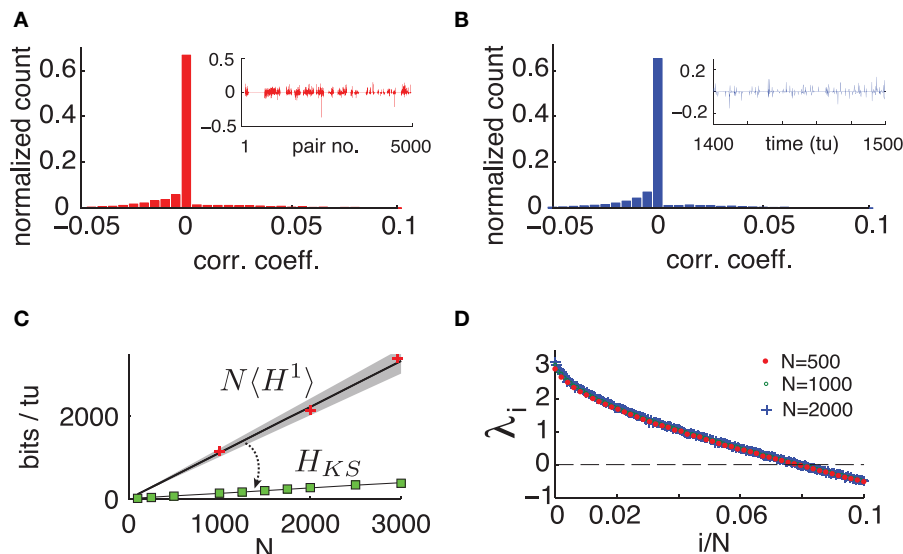 A
normalized count
0.6
0.4
0.2
0
-0.05
0
0.05
0.1
corr. coeff.
0.5
0
-0.5
1
pair no.
5000
B
normalized count
0.6
0.4
0.2
0
-0.05
0
0.05
0.1
corr. coeff.
0.2
-0.2
1400
time (tu)
1500
C
bits / tu
2000
0
0
1000
2000
3000
N
N⟨H¹⟩
H_KS
D
λ_i
3
2
1
0
-1
0
0.02
0.06
0.1
i/N
N=500
N=1000
N=2000